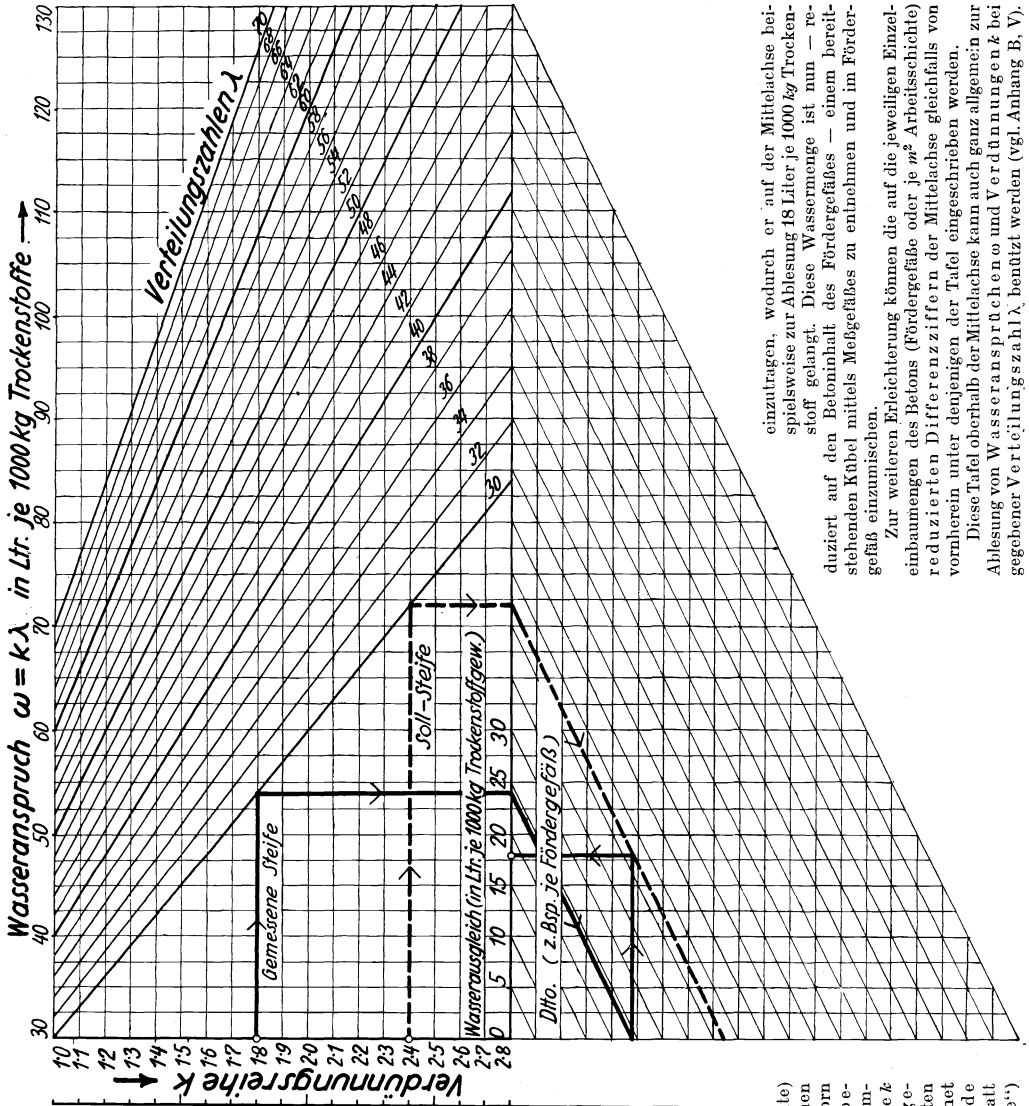 Wasseranspruch ω = k.λ in Ltr. je 1000 kg Trockenstoffe →
30 40 50 60 70 80 90 100 110 120 130
Verdünnungsreihe k
1·0
1·1
1·2
1·3
1·4
1·5
1·6
1·7
1·8
1·9
2·0
2·1
2·2
2·3
2·4
2·5
2·6
2·7
2·8
Verteilungszahlen λ
70
68
66
64
62
60
58
56
54
52
50
48
46
44
42
40
38
36
34
32
30
Gemessene Steife
Soll-Steife
Wasserausgleich (in Ltr. je 1000 kg Trockenstoffgew.)
0 5 10 15 20 25 30
Dtto. (z.Bsp. je Fördergefäß)
einzutragen, wodurch er auf der Mittelachse bei-
spielsweise zur Ablesung 18 Liter je 1000 kg Trocken-
stoff gelangt. Diese Wassermenge ist nun — re-
duziert auf den Betoninhalt des Fördergefäßes — einem bereit-
stehenden Kübel mittels Meßgefäßes zu entnehmen und im Förder-
gefäß einzumischen.
Zur weiteren Erleichterung können die auf die jeweiligen Einzel-
einbaumengen des Betons (Fördergefäße oder je m² Arbeitsschichte)
reduzierten Differenzziffern der Mittelachse gleichfalls von
vornherein unter denjenigen der Tafel eingeschrieben werden.
Diese Tafel oberhalb der Mittelachse kann auch ganz allgemein zur
Ablesung von Wasseransprüchen ω und Verdünnungen k bei
gegebener Verteilungszahl λ, benützt werden (vgl. Anhang B, V).